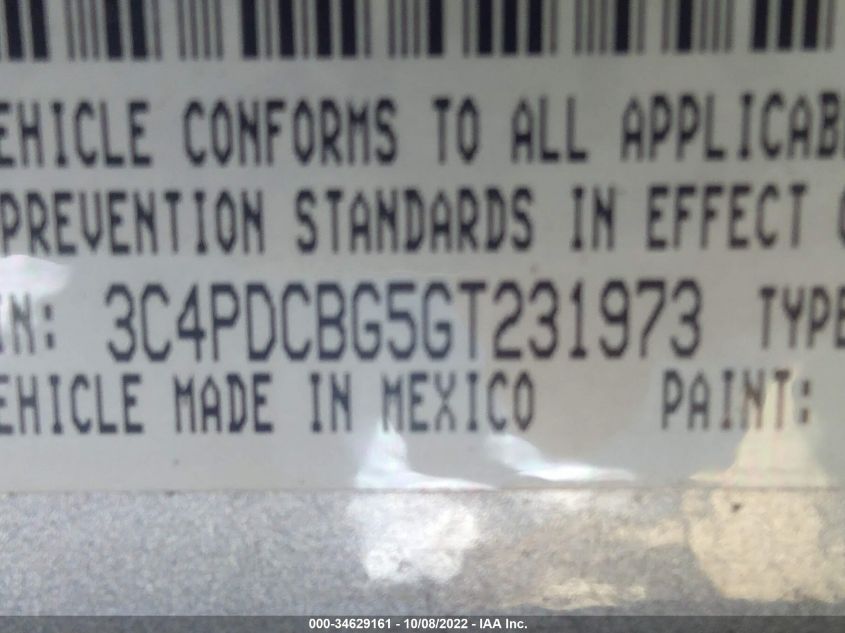 EHICLE CONFORMS TO ALL APPLICAB
PREVENTION STANDARDS IN EFFECT
IN: 3C4PDCBG5GT231973 TYPE
EHICLE MADE IN MEXICO PAINT:
000-34629161 - 10/08/2022 - IAA Inc.